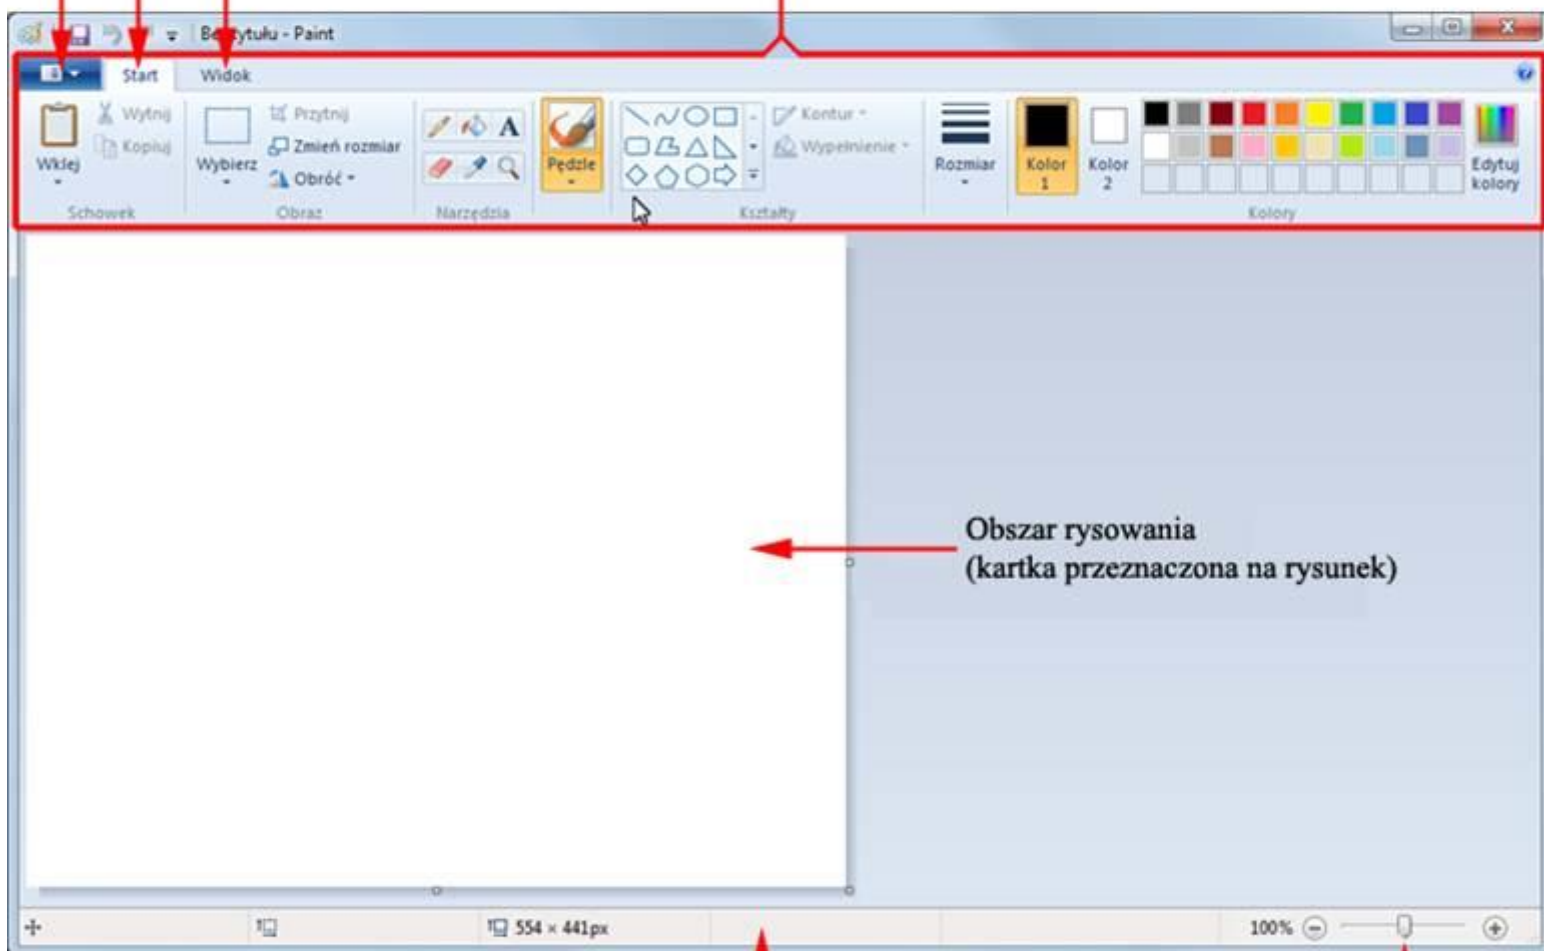 Bez tytułu - Paint
Start Widok
Wklej
Wytnij
Kopiuj
Schowek
Wybierz
Przytnij
Zmień rozmiar
Obróć
Obraz
A
Narzędzia
Pędzle
Kontur
Wypełnienie
Kształty
Rozmiar
Kolor
1
Kolor
2
Edytuj
kolory
Kolory
Obszar rysowania
(kartka przeznaczona na rysunek)
554 × 441px
100%